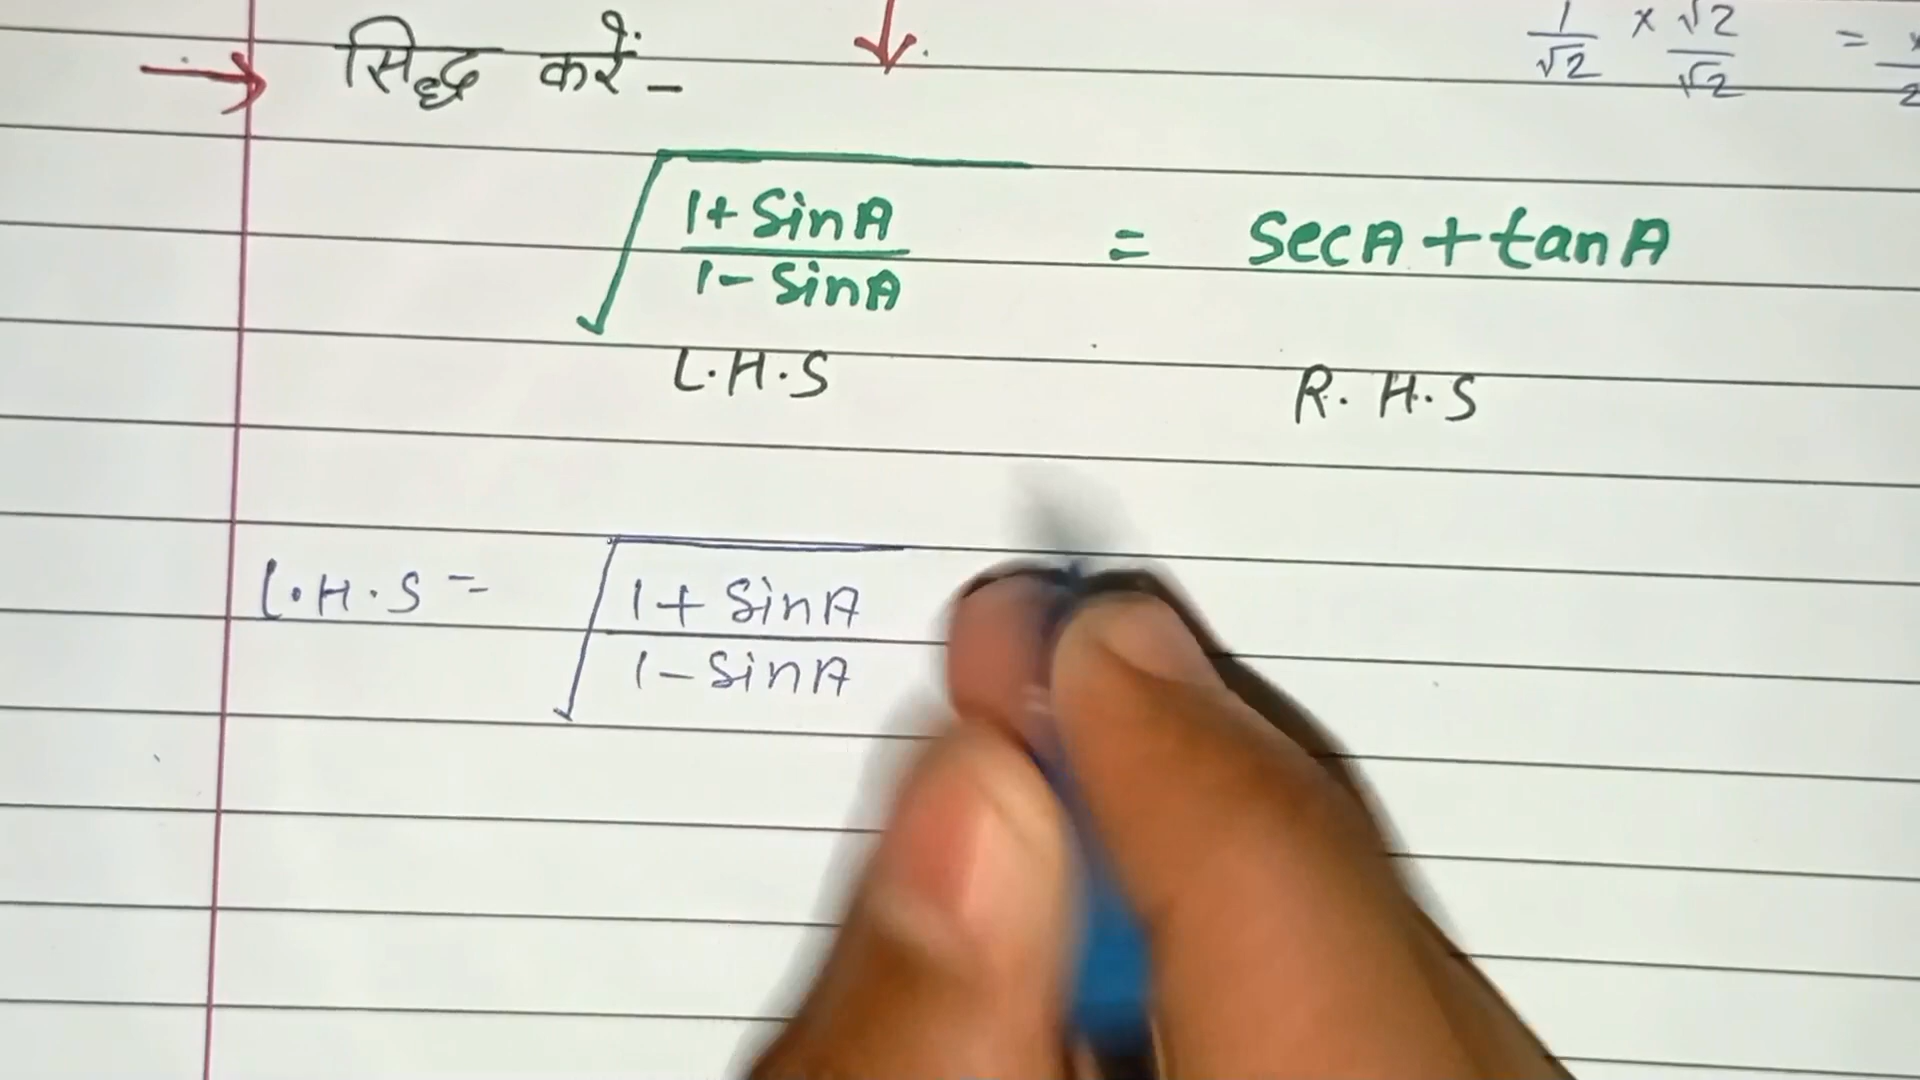 1/√2 × √2/√2 =
सिद्ध करें -
√(1+SinA / 1-SinA) = SecA + tanA
L.H.S R.H.S
L.H.S = √(1+SinA / 1-SinA)